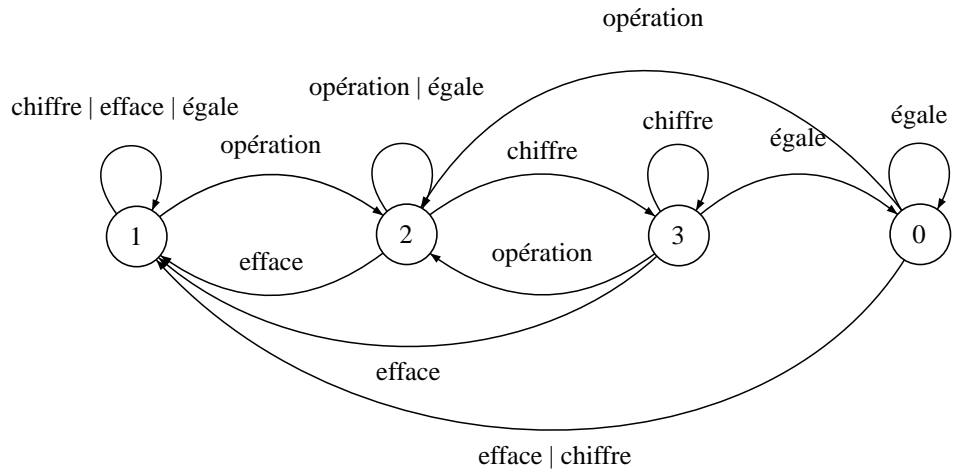 opération
opération | égale
chiffre | efface | égale
chiffre
égale
opération
chiffre
égale
1
2
3
0
efface
opération
efface
efface | chiffre